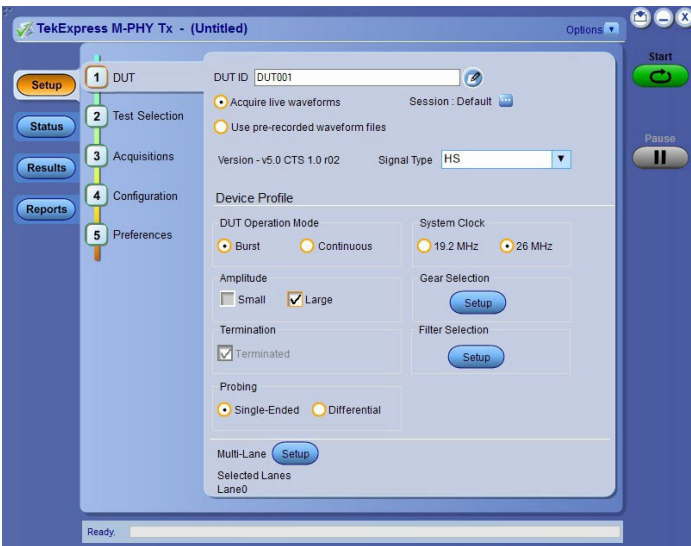 TekExpress M-PHY Tx - (Untitled)
Options
Start
Pause
Setup
Status
Results
Reports
1 DUT
2 Test Selection
3 Acquisitions
4 Configuration
5 Preferences
DUT ID DUT001
Acquire live waveforms Session : Default
Use pre-recorded waveform files
Version - v5.0 CTS 1.0 r02 Signal Type HS
Device Profile
DUT Operation Mode
Burst Continuous
System Clock
19.2 MHz 26 MHz
Amplitude
Small Large
Gear Selection
Setup
Termination
Terminated
Filter Selection
Setup
Probing
Single-Ended Differential
Multi-Lane Setup
Selected Lanes
Lane0
Ready.